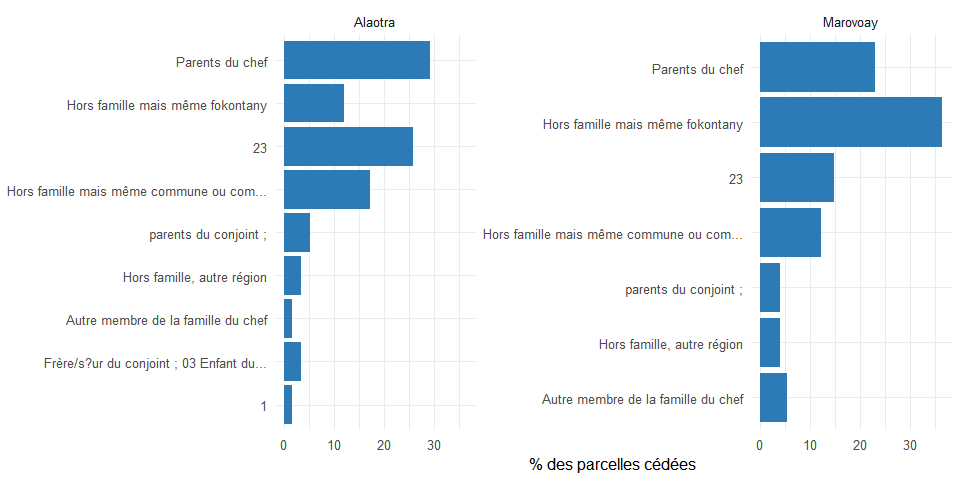 Alaotra
Parents du chef
Hors famille mais même fokontany
23
Hors famille mais même commune ou com...
parents du conjoint ;
Hors famille, autre région
Autre membre de la famille du chef
Frère/s?ur du conjoint ; 03 Enfant du...
1
0 10 20 30
Marovoay
Parents du chef
Hors famille mais même fokontany
23
Hors famille mais même commune ou com...
parents du conjoint ;
Hors famille, autre région
Autre membre de la famille du chef
0 10 20 30
% des parcelles cédées